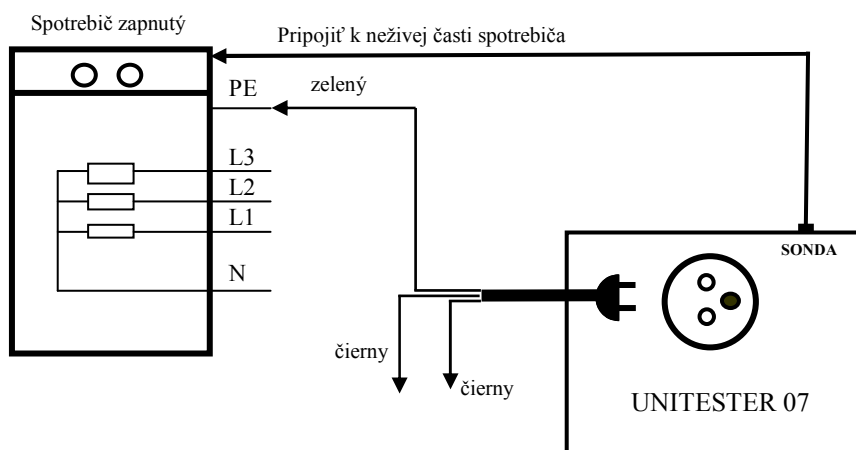 Spotrebič zapnutý
Pripojiť k neživej časti spotrebiča
PE
zelený
L3
L2
L1
N
SONDA
čierny
čierny
UNITESTER 07